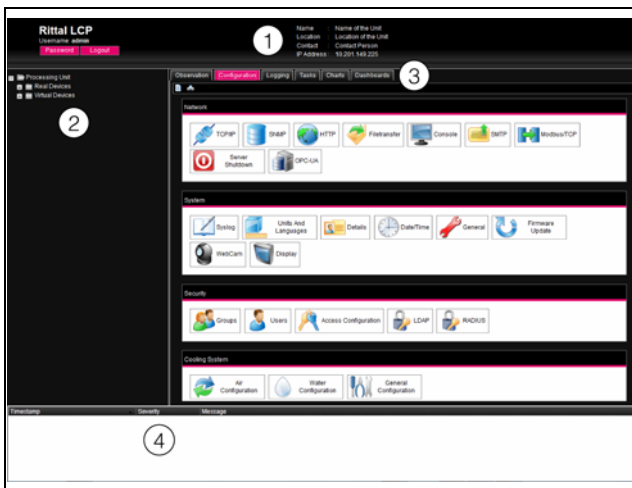 Rittal LCP
Username admin
Password Logout
1
Name : Name of the Unit
Location : Location of the Unit
Contact : Contact Person
IP Address : 10.201.149.225
Processing Unit
Real Devices
Virtual Devices
2
Observation Configuration Logging Tasks Charts Dashboards
3
Network
TCP/IP SNMP HTTP Filetransfer Console SMTP Modbus/TCP
Server Shutdown OPC-UA
System
Syslog Units And Languages Details Date/Time General Firmware Update
WebCam Display
Security
Groups Users Access Configuration LDAP RADIUS
Cooling System
Air Configuration Water Configuration General Configuration
Timestamp Severity Message
4